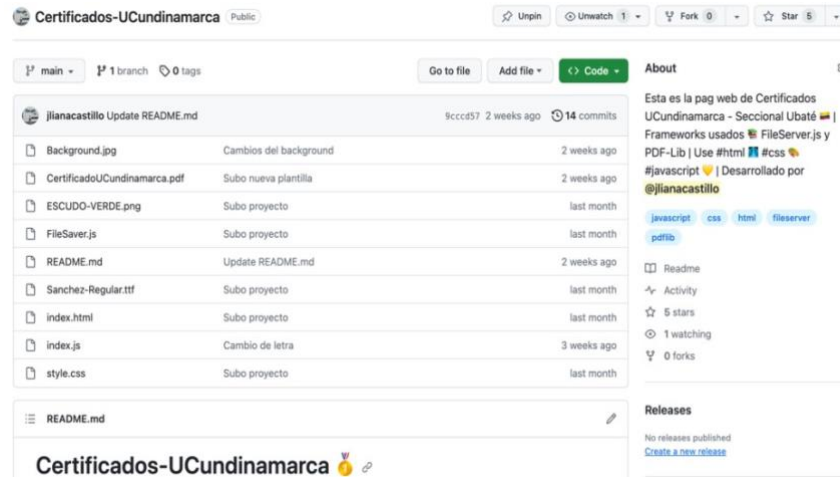 Certificados-UCundinamarca Public
Unpin Unwatch 1 Fork 0 Star 5
main 1 branch 0 tags Go to file Add file <> Code
jlianacastillo Update README.md 9cccd57 2 weeks ago 14 commits
Background.jpg Cambios del background 2 weeks ago
CertificadoUCundinamarca.pdf Subo nueva plantilla 2 weeks ago
ESCUDO-VERDE.png Subo proyecto last month
FileSaver.js Subo proyecto last month
README.md Update README.md 2 weeks ago
Sanchez-Regular.ttf Subo proyecto last month
index.html Subo proyecto last month
index.js Cambio de letra 3 weeks ago
style.css Subo proyecto last month
README.md
Certificados-UCundinamarca 🏅
About
Esta es la pag web de Certificados
UCundinamarca - Seccional Ubaté 🇨🇴 |
Frameworks usados 📚 FileServer.js y
PDF-Lib | Use #html #css 🎨
#javascript 💛 | Desarrollado por
@jlianacastillo
javascript css html fileserver
pdflib
Readme
Activity
5 stars
1 watching
0 forks
Releases
No releases published
Create a new release